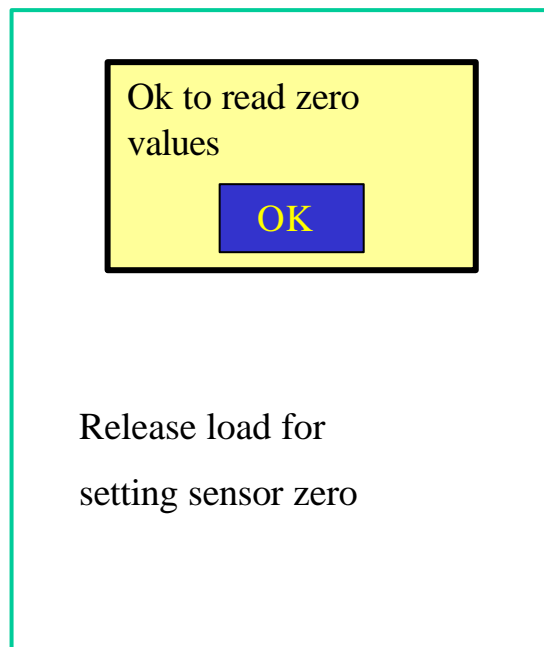 Ok to read zero
values
OK
Release load for
setting sensor zero